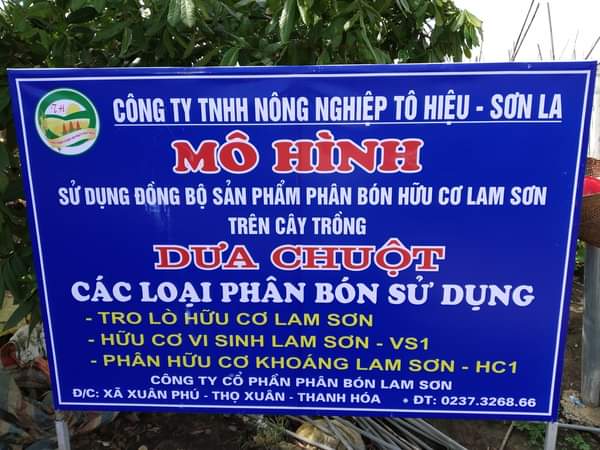 TH
CÔNG TY TNHH NÔNG NGHIỆP TÔ HIỆU - SƠN LA
MÔ HÌNH
SỬ DỤNG ĐỒNG BỘ SẢN PHẨM PHÂN BÓN HỮU CƠ LAM SƠN
TRÊN CÂY TRỒNG
DƯA CHUỘT
CÁC LOẠI PHÂN BÓN SỬ DỤNG
- TRO LÒ HỮU CƠ LAM SƠN
- HỮU CƠ VI SINH LAM SƠN - VS1
- PHÂN HỮU CƠ KHOÁNG LAM SƠN - HC1
CÔNG TY CỔ PHẦN PHÂN BÓN LAM SƠN
Đ/C: XÃ XUÂN PHÚ - THỌ XUÂN - THANH HÓA * ĐT: 0237.3268.66